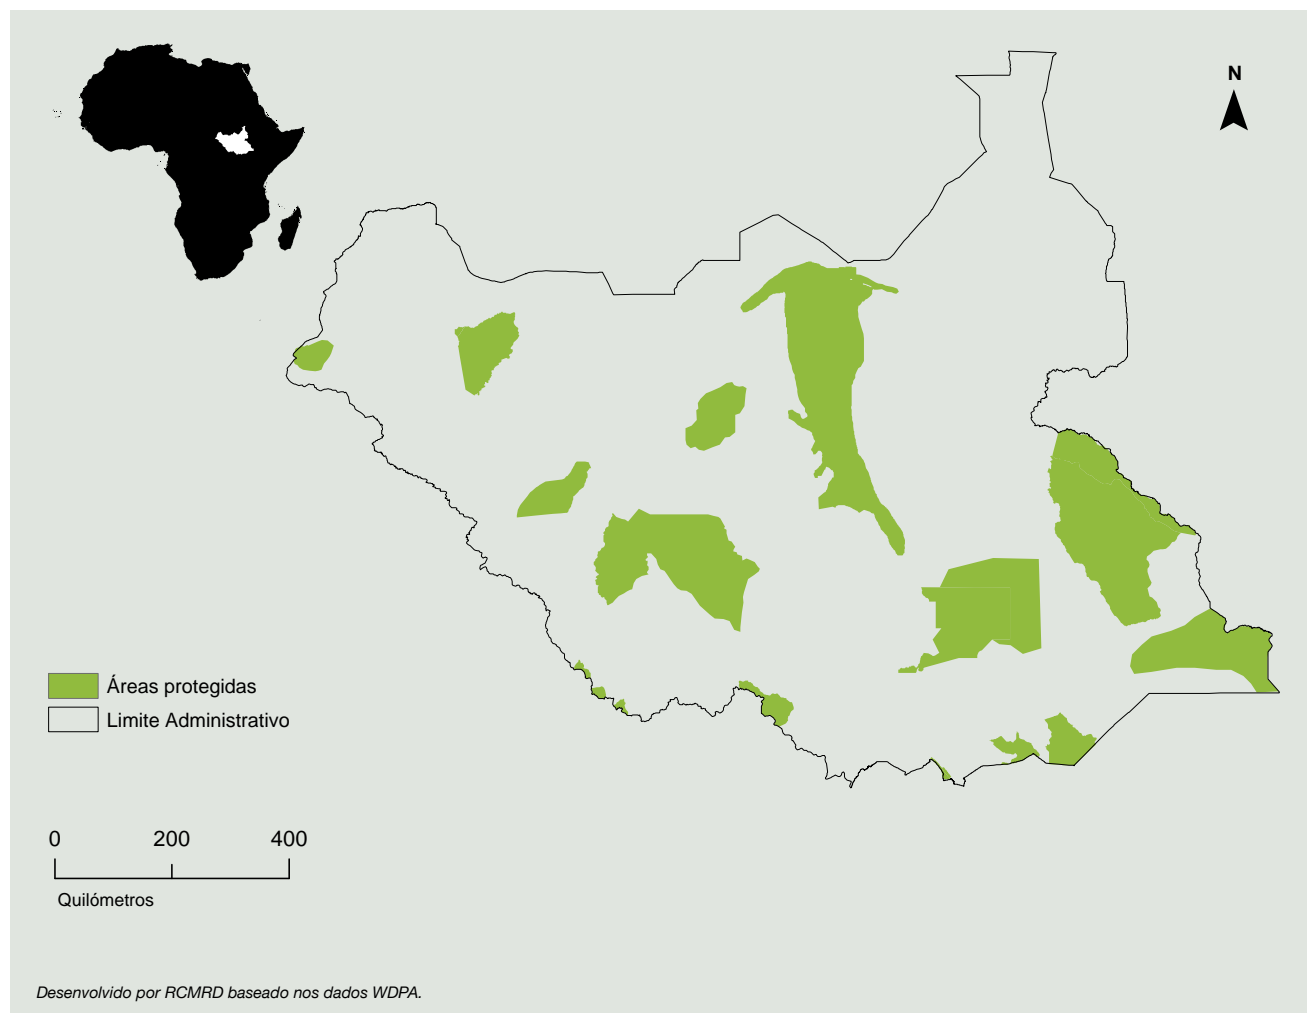 N
Áreas protegidas
Limite Administrativo
0 200 400
Quilómetros
Desenvolvido por RCMRD baseado nos dados WDPA.